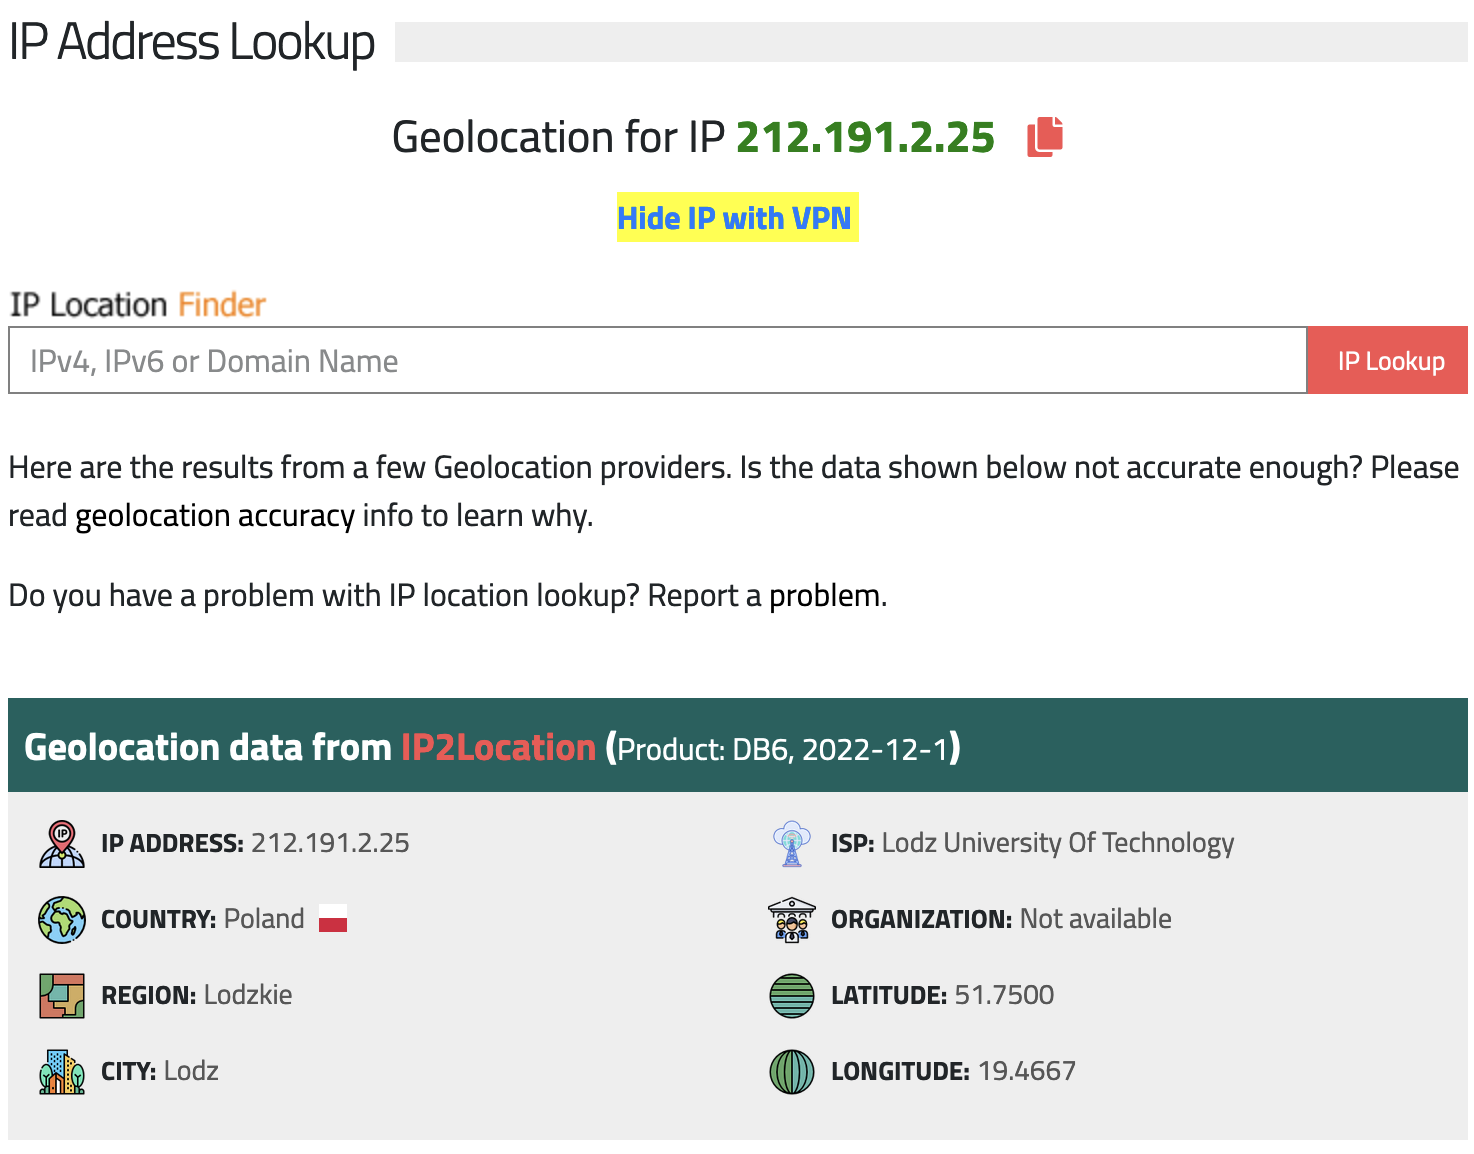 IP Address Lookup
Geolocation for IP 212.191.2.25
Hide IP with VPN
IP Location Finder
IPv4, IPv6 or Domain Name
IP Lookup
Here are the results from a few Geolocation providers. Is the data shown below not accurate enough? Please
read geolocation accuracy info to learn why.
Do you have a problem with IP location lookup? Report a problem.
Geolocation data from IP2Location (Product: DB6, 2022-12-1)
IP
IP ADDRESS: 212.191.2.25
ISP: Lodz University Of Technology
COUNTRY: Poland
ORGANIZATION: Not available
REGION: Lodzkie
LATITUDE: 51.7500
CITY: Lodz
LONGITUDE: 19.4667